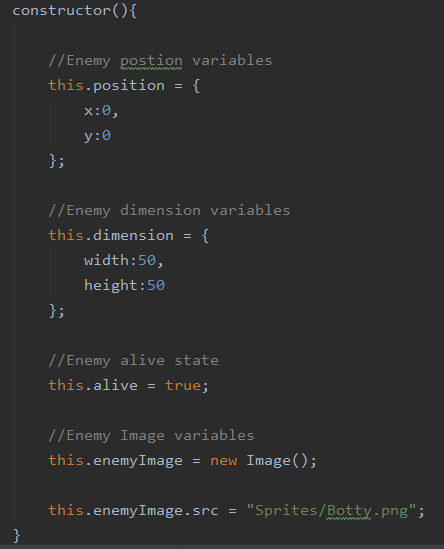 constructor(){
//Enemy postion variables
this.position = {
x:0,
y:0
};
//Enemy dimension variables
this.dimension = {
width:50,
height:50
};
//Enemy alive state
this.alive = true;
//Enemy Image variables
this.enemyImage = new Image();
this.enemyImage.src = "Sprites/Botty.png";
}